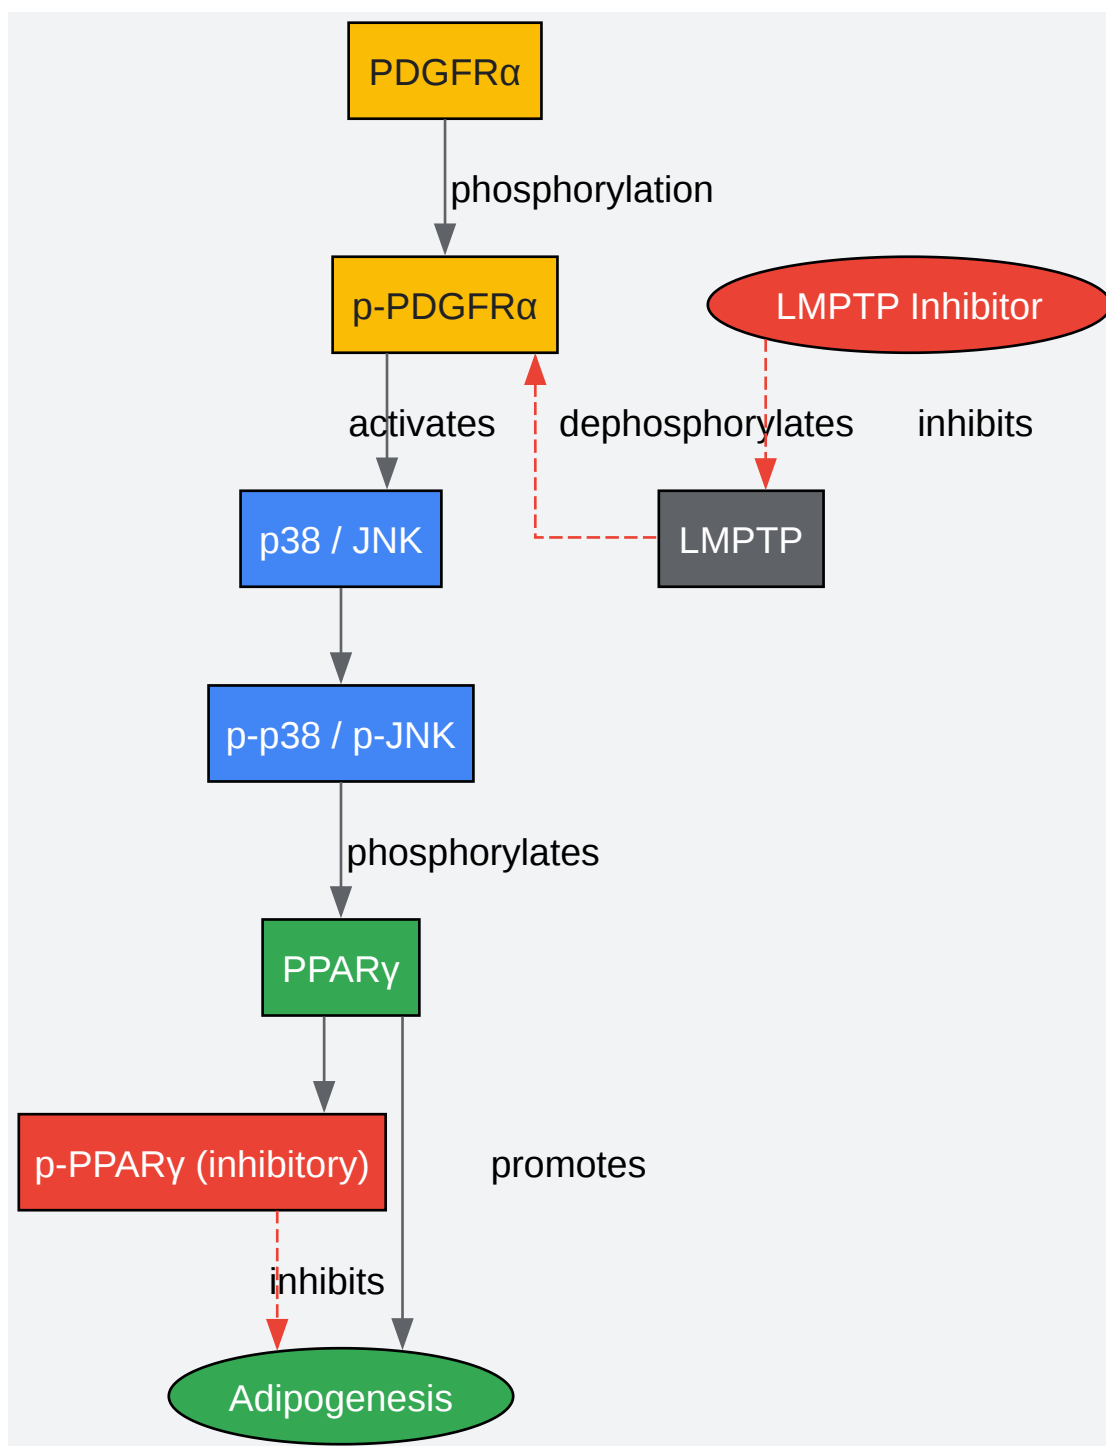 PDGFRα
phosphorylation
p-PDGFRα
LMPTP Inhibitor
activates
dephosphorylates
inhibits
p38 / JNK
LMPTP
p-p38 / p-JNK
phosphorylates
PPARγ
p-PPARγ (inhibitory)
promotes
inhibits
Adipogenesis